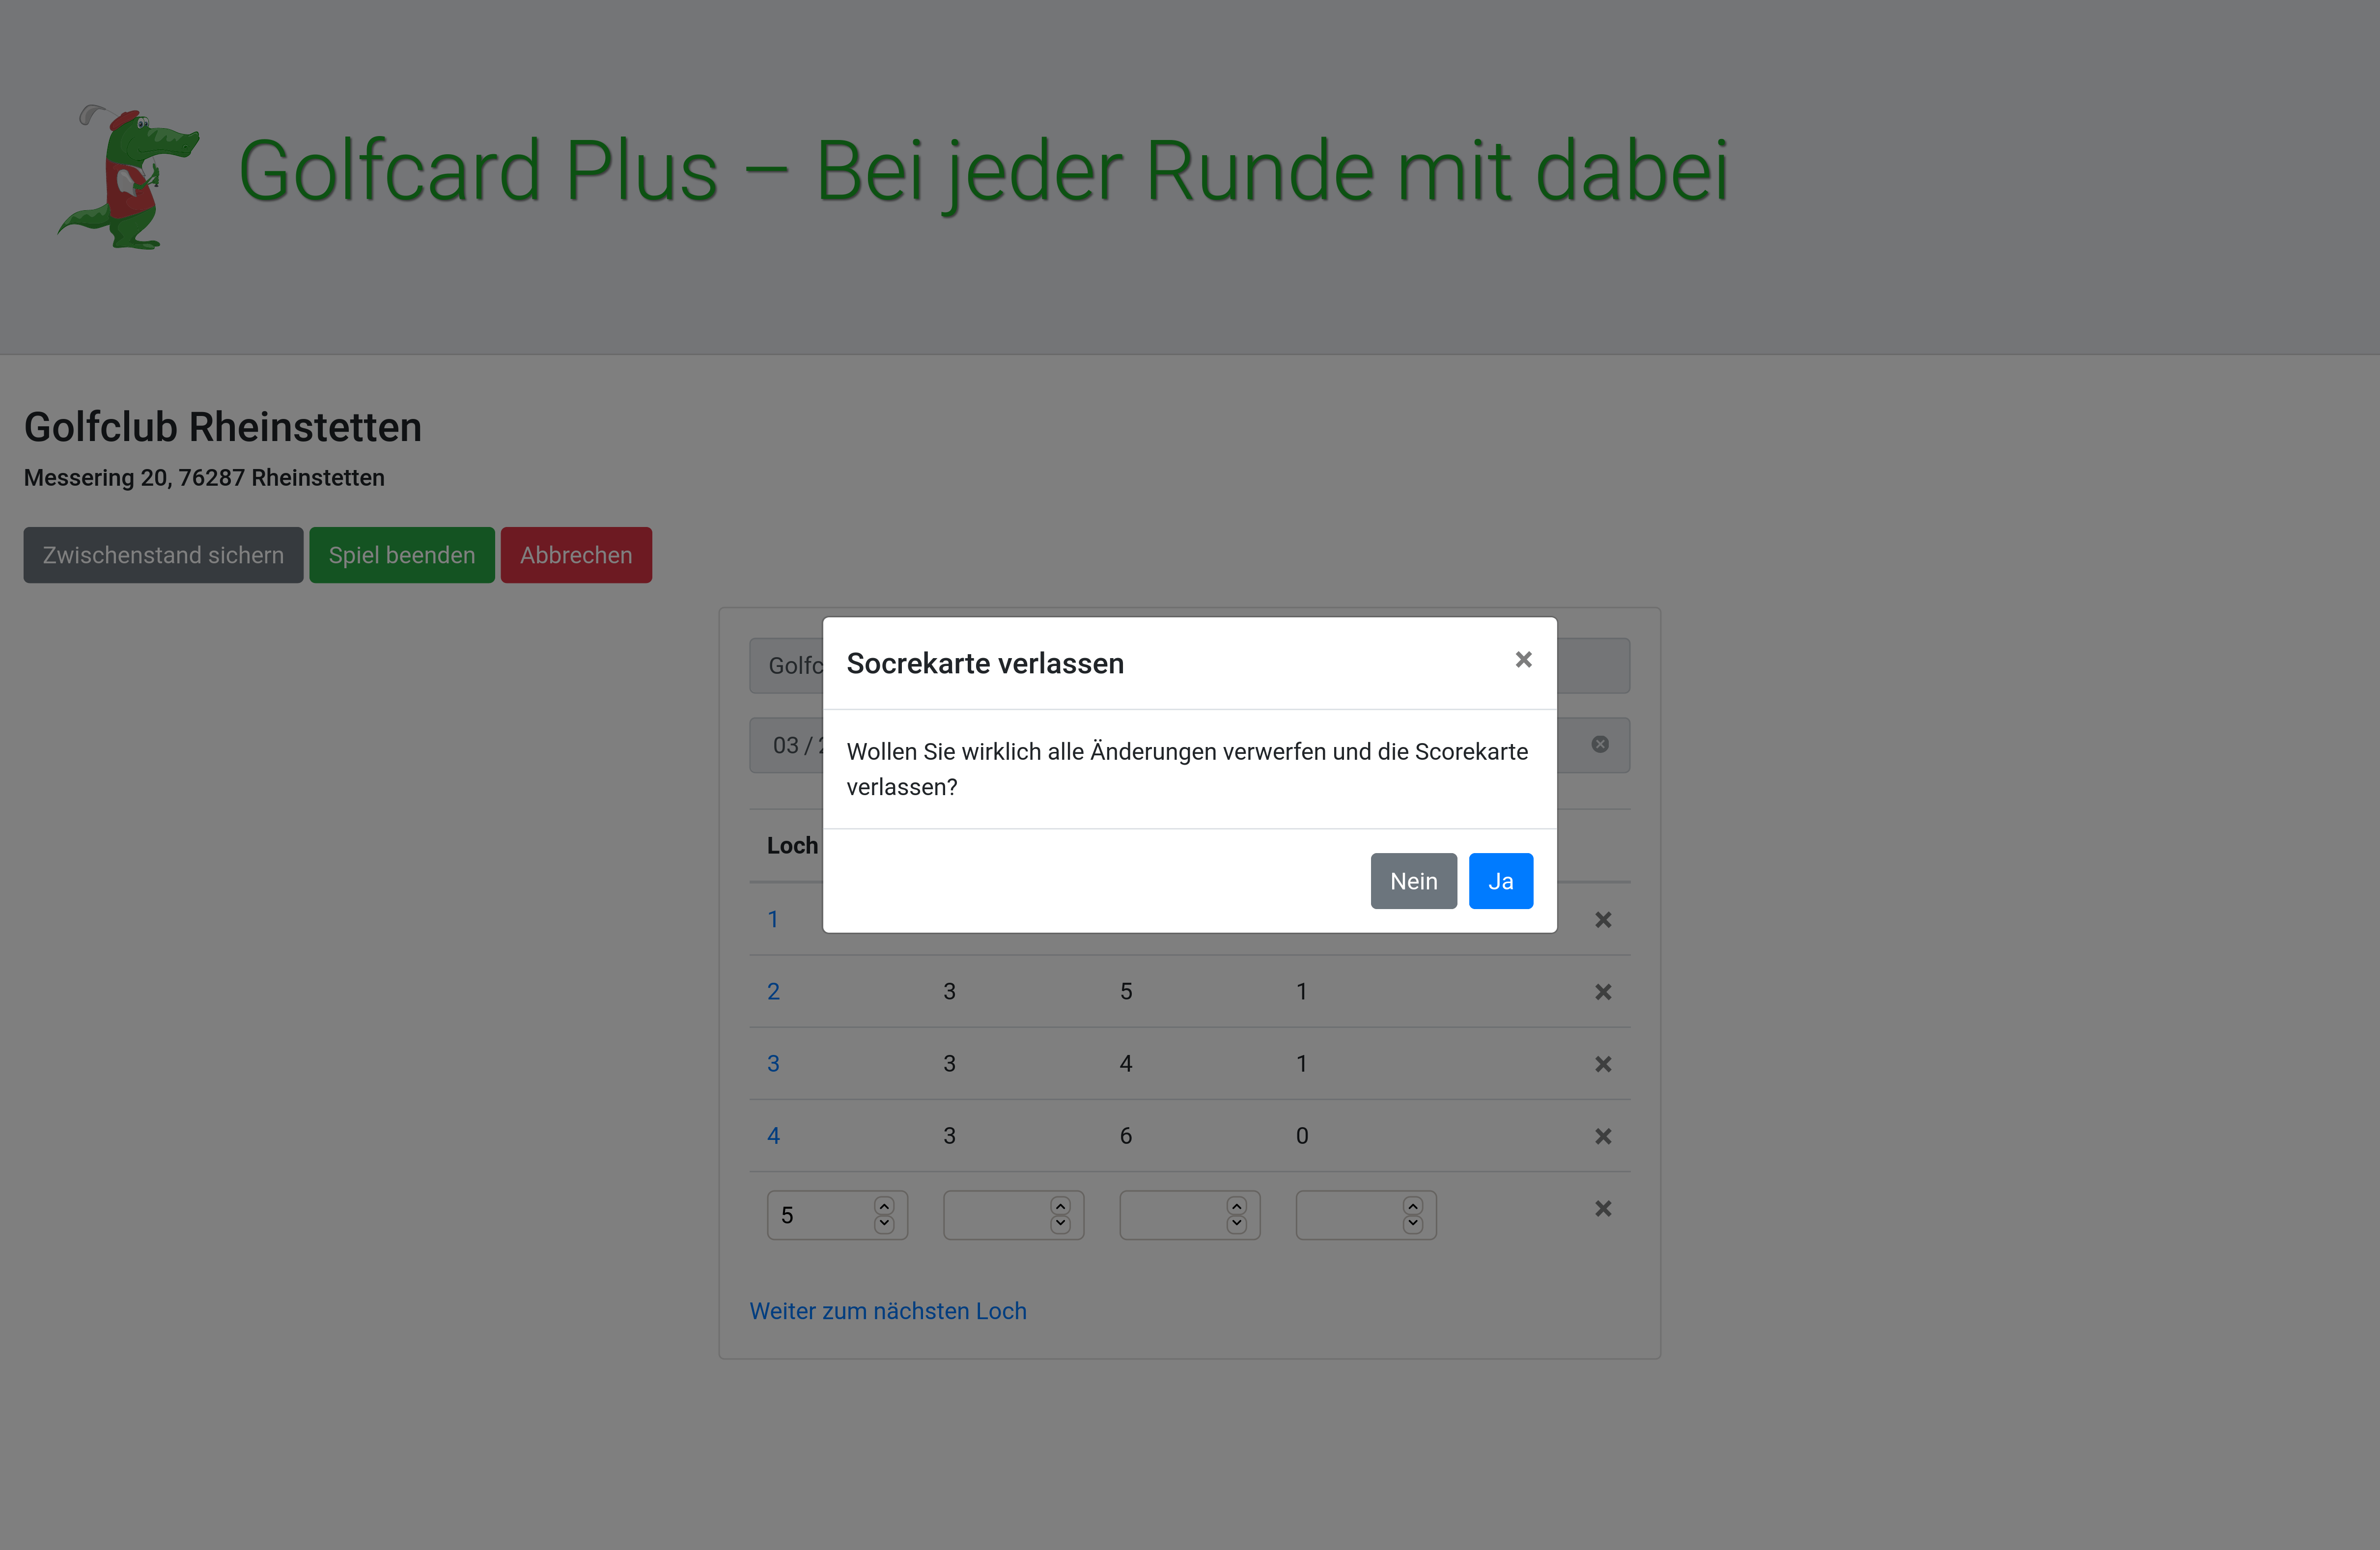 Golfcard Plus – Bei jeder Runde mit dabei
Golfclub Rheinstetten
Messering 20, 76287 Rheinstetten
Zwischenstand sichern Spiel beenden Abbrechen
Socrekarte verlassen ×
Wollen Sie wirklich alle Änderungen verwerfen und die Scorekarte
verlassen?
Nein Ja
03 /
Loch
1 ×
2 3 5 1 ×
3 3 4 1 ×
4 3 6 0 ×
5 ×
Weiter zum nächsten Loch